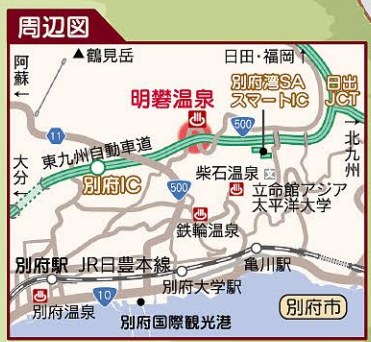 周辺図
▲鶴見岳
日田・福岡↑
阿蘇
←
明礬温泉
別府湾SA
スマートIC
日出
JCT
500
11
東九州自動車道
→
北九州
大分
←
別府IC
柴石温泉
文
立命館アジア
太平洋大学
500
鉄輪温泉
別府駅
JR日豊本線
亀川駅
別府大学駅
10
別府温泉
別府国際観光港
別府市